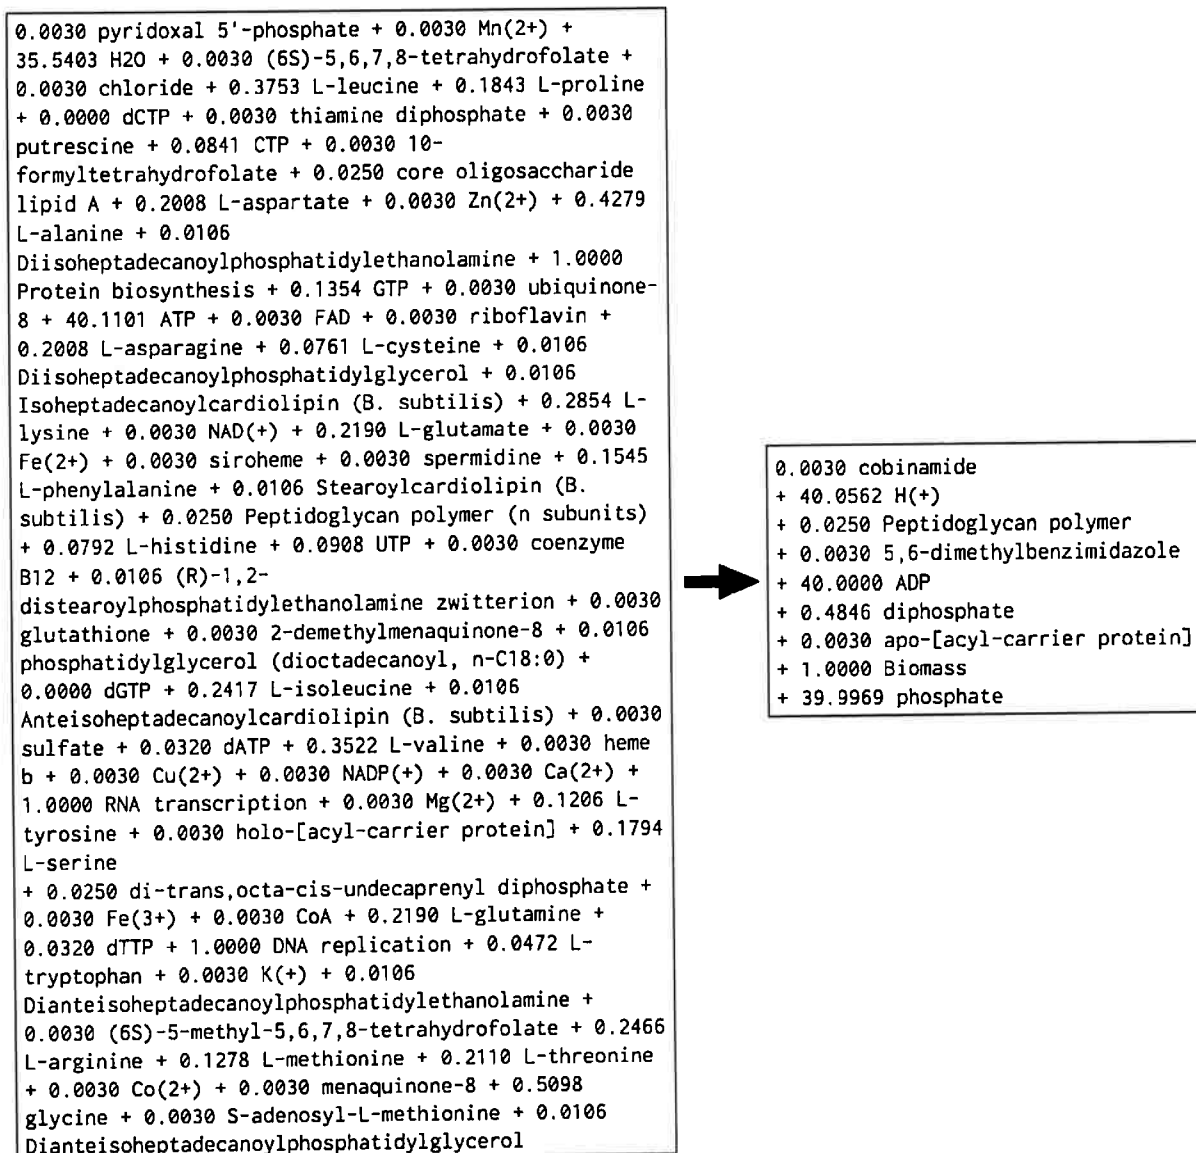 0.0030 pyridoxal 5'-phosphate + 0.0030 Mn(2+) +
35.5403 H2O + 0.0030 (6S)-5,6,7,8-tetrahydrofolate +
0.0030 chloride + 0.3753 L-leucine + 0.1843 L-proline
+ 0.0000 dCTP + 0.0030 thiamine diphosphate + 0.0030
putrescine + 0.0841 CTP + 0.0030 10-
formyltetrahydrofolate + 0.0250 core oligosaccharide
lipid A + 0.2008 L-aspartate + 0.0030 Zn(2+) + 0.4279
L-alanine + 0.0106
Diisoheptadecanoylphosphatidylethanolamine + 1.0000
Protein biosynthesis + 0.1354 GTP + 0.0030 ubiquinone-
8 + 40.1101 ATP + 0.0030 FAD + 0.0030 riboflavin +
0.2008 L-asparagine + 0.0761 L-cysteine + 0.0106
Diisoheptadecanoylphosphatidylglycerol + 0.0106
Isoheptadecanoylcardiolipin (B. subtilis) + 0.2854 L-
lysine + 0.0030 NAD(+) + 0.2190 L-glutamate + 0.0030
Fe(2+) + 0.0030 siroheme + 0.0030 spermidine + 0.1545
L-phenylalanine + 0.0106 Stearoylcardiolipin (B.
subtilis) + 0.0250 Peptidoglycan polymer (n subunits)
+ 0.0792 L-histidine + 0.0908 UTP + 0.0030 coenzyme
B12 + 0.0106 (R)-1,2-
distearoylphosphatidylethanolamine zwitterion + 0.0030
glutathione + 0.0030 2-demethylmenaquinone-8 + 0.0106
phosphatidylglycerol (dioctadecanoyl, n-C18:0) +
0.0000 dGTP + 0.2417 L-isoleucine + 0.0106
Anteisoheptadecanoylcardiolipin (B. subtilis) + 0.0030
sulfate + 0.0320 dATP + 0.3522 L-valine + 0.0030 heme
b + 0.0030 Cu(2+) + 0.0030 NADP(+) + 0.0030 Ca(2+) +
1.0000 RNA transcription + 0.0030 Mg(2+) + 0.1206 L-
tyrosine + 0.0030 holo-[acyl-carrier protein] + 0.1794
L-serine
+ 0.0250 di-trans,octa-cis-undecaprenyl diphosphate +
0.0030 Fe(3+) + 0.0030 CoA + 0.2190 L-glutamine +
0.0320 dTTP + 1.0000 DNA replication + 0.0472 L-
tryptophan + 0.0030 K(+) + 0.0106
Dianteisoheptadecanoylphosphatidylethanolamine +
0.0030 (6S)-5-methyl-5,6,7,8-tetrahydrofolate + 0.2466
L-arginine + 0.1278 L-methionine + 0.2110 L-threonine
+ 0.0030 Co(2+) + 0.0030 menaquinone-8 + 0.5098
glycine + 0.0030 S-adenosyl-L-methionine + 0.0106
Dianteisoheptadecanoylphosphatidylglycerol
0.0030 cobinamide
+ 40.0562 H(+)
+ 0.0250 Peptidoglycan polymer
+ 0.0030 5,6-dimethylbenzimidazole
+ 40.0000 ADP
+ 0.4846 diphosphate
+ 0.0030 apo-[acyl-carrier protein]
+ 1.0000 Biomass
+ 39.9969 phosphate